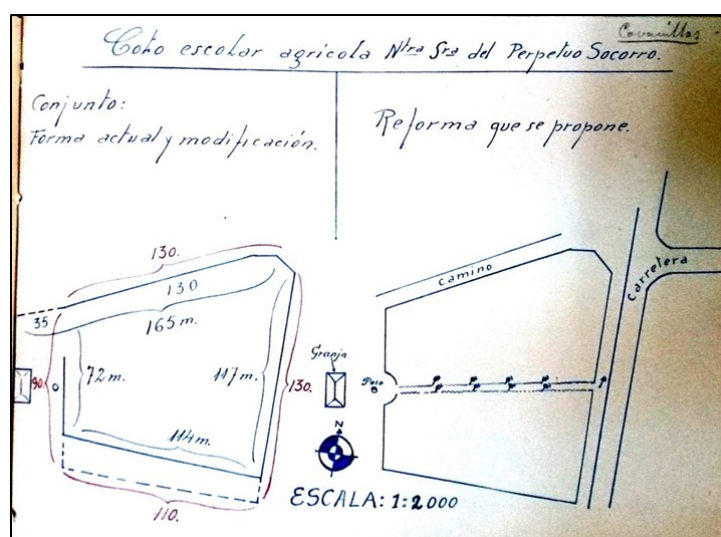 Cavanillas -
Coto escolar agrícola Ntra Sra del Perpetuo Socorro.
Conjunto:
Forma actual y modificación.
Reforma que se propone.
130.
130
165 m.
35
90.
72 m.
117 m.
130.
114 m.
110.
Camino
Carretera
Granja
Pozo
N
ESCALA: 1:2000